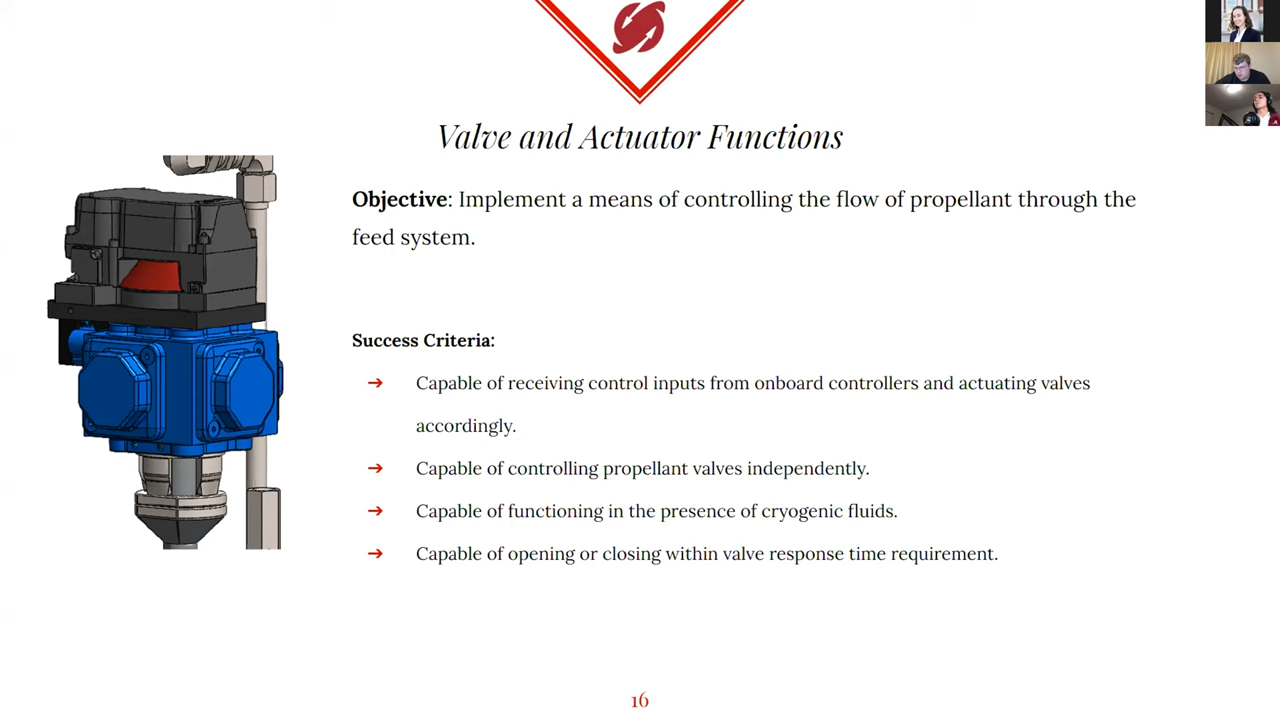 Valve and Actuator Functions
Objective: Implement a means of controlling the flow of propellant through the
feed system.
Success Criteria:
➔ Capable of receiving control inputs from onboard controllers and actuating valves
accordingly.
➔ Capable of controlling propellant valves independently.
➔ Capable of functioning in the presence of cryogenic fluids.
➔ Capable of opening or closing within valve response time requirement.
16